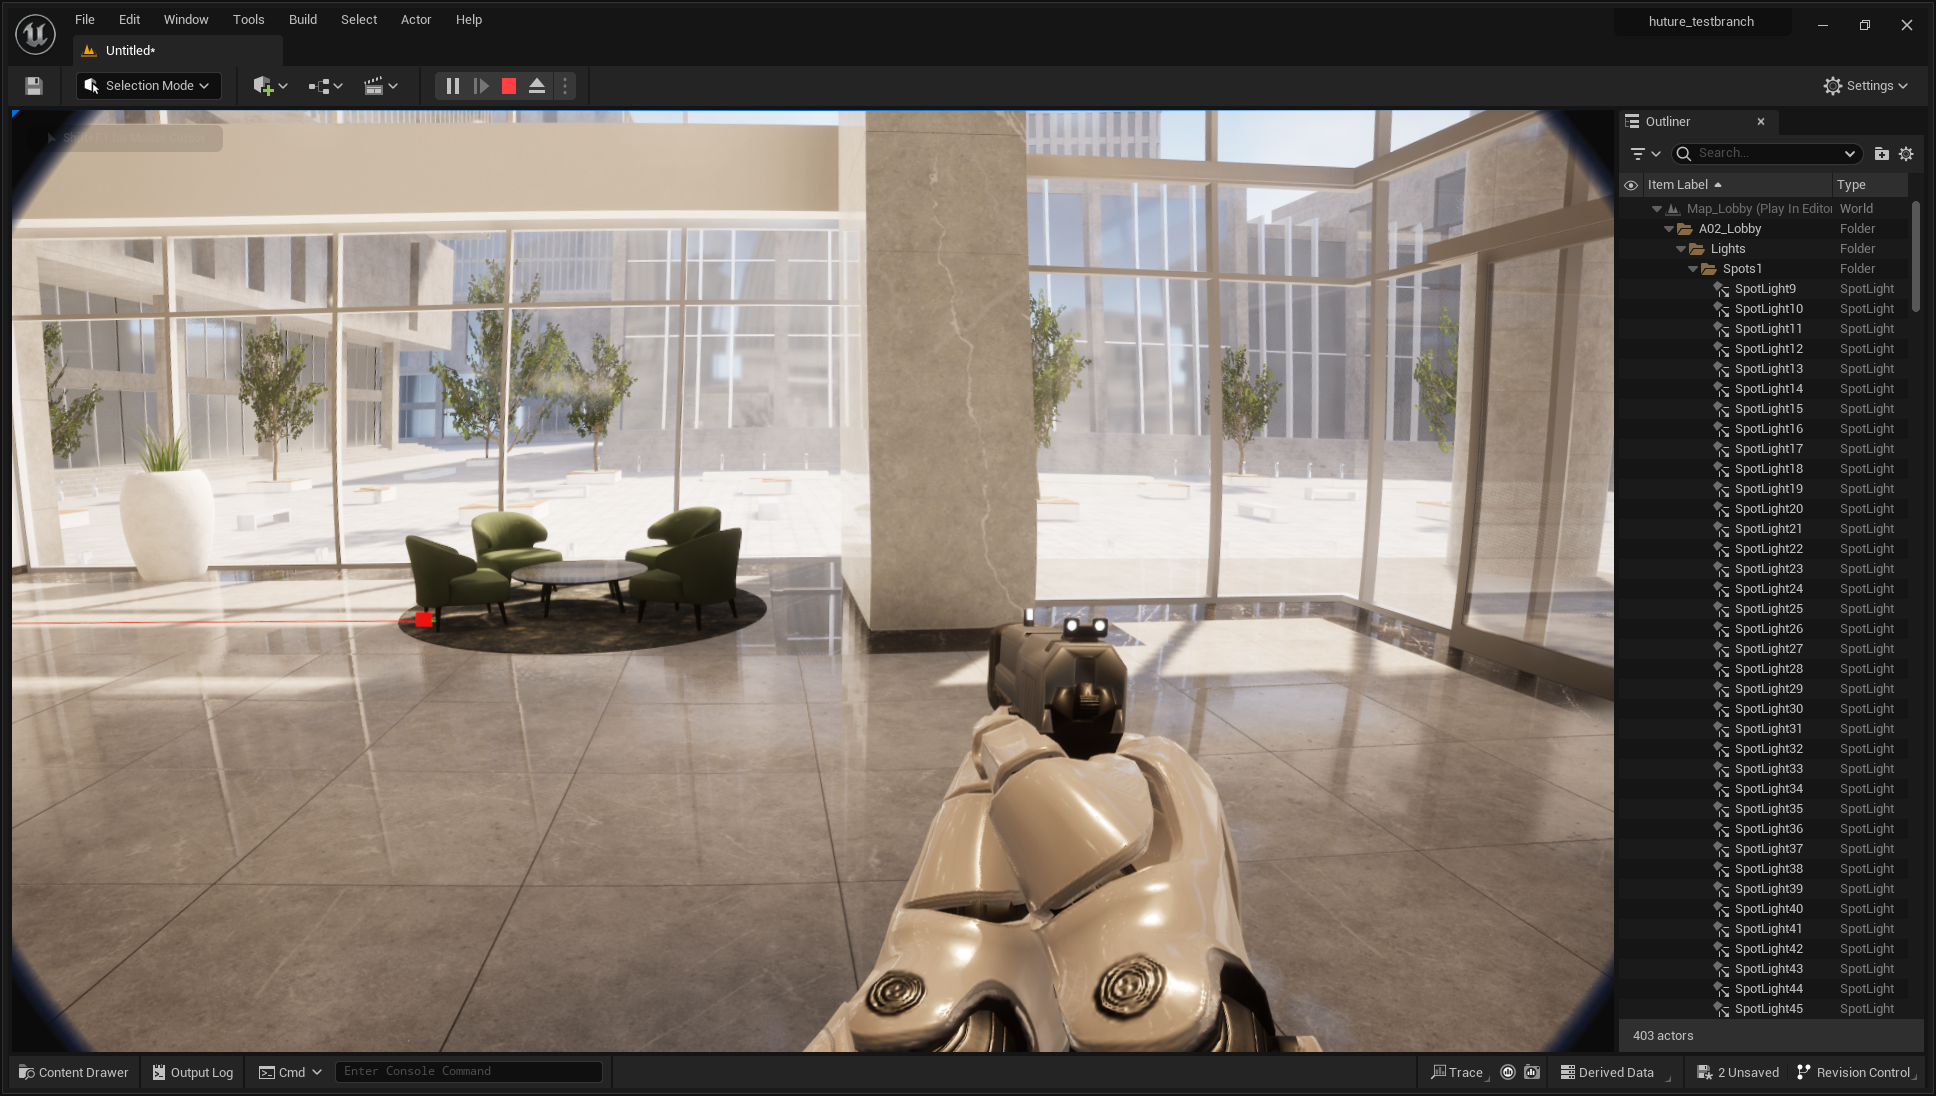 File Edit Window Tools Build Select Actor Help
huture_testbranch
Untitled*
Selection Mode
Settings
Outliner
Search...
Item Label Type
Map_Lobby (Play In Editor World
A02_Lobby Folder
Lights Folder
Spots1 Folder
SpotLight9 SpotLight
SpotLight10 SpotLight
SpotLight11 SpotLight
SpotLight12 SpotLight
SpotLight13 SpotLight
SpotLight14 SpotLight
SpotLight15 SpotLight
SpotLight16 SpotLight
SpotLight17 SpotLight
SpotLight18 SpotLight
SpotLight19 SpotLight
SpotLight20 SpotLight
SpotLight21 SpotLight
SpotLight22 SpotLight
SpotLight23 SpotLight
SpotLight24 SpotLight
SpotLight25 SpotLight
SpotLight26 SpotLight
SpotLight27 SpotLight
SpotLight28 SpotLight
SpotLight29 SpotLight
SpotLight30 SpotLight
SpotLight31 SpotLight
SpotLight32 SpotLight
SpotLight33 SpotLight
SpotLight34 SpotLight
SpotLight35 SpotLight
SpotLight36 SpotLight
SpotLight37 SpotLight
SpotLight38 SpotLight
SpotLight39 SpotLight
SpotLight40 SpotLight
SpotLight41 SpotLight
SpotLight42 SpotLight
SpotLight43 SpotLight
SpotLight44 SpotLight
SpotLight45 SpotLight
403 actors
Content Drawer Output Log Cmd Enter Console Command Trace Derived Data 2 Unsaved Revision Control